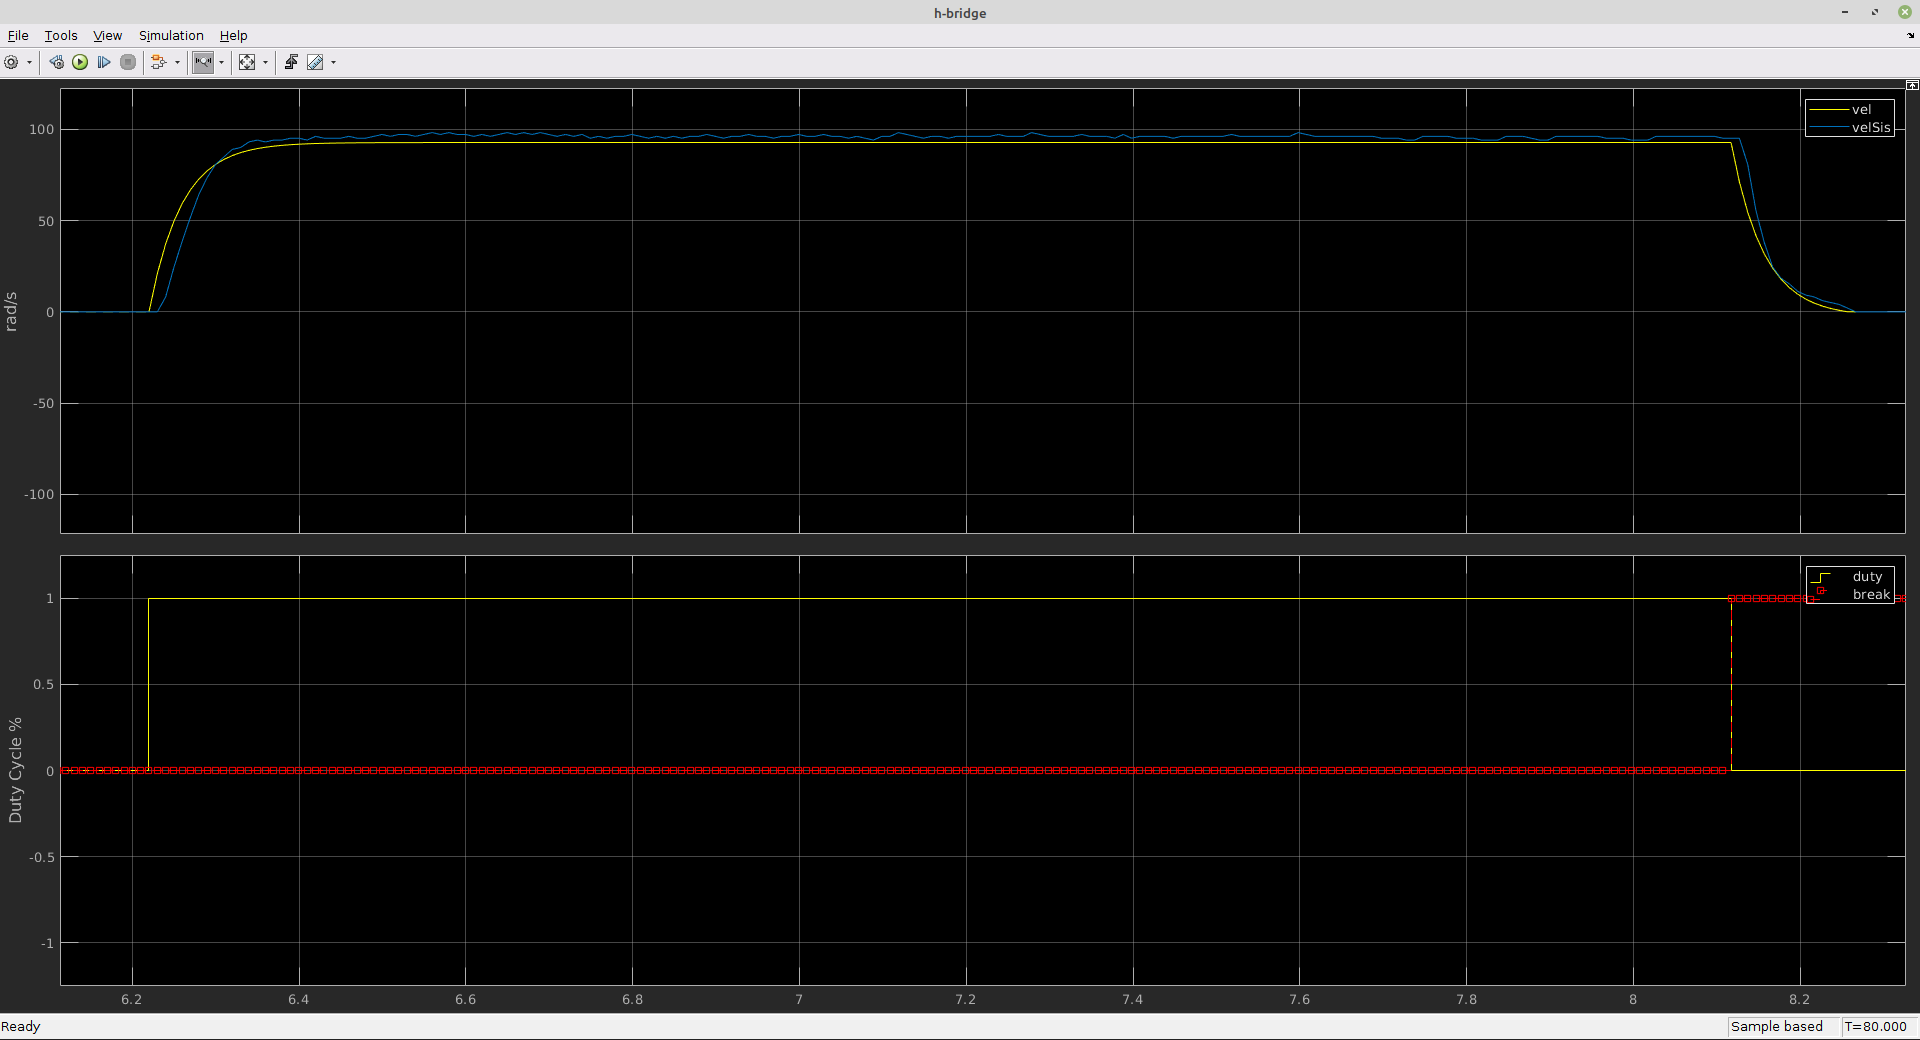 h-bridge
File Tools View Simulation Help
vel
velSis
100
50
0
-50
-100
rad/s
duty
break
1
0.5
0
-0.5
-1
Duty Cycle %
6.2 6.4 6.6 6.8 7 7.2 7.4 7.6 7.8 8 8.2
Ready
Sample based T=80.000